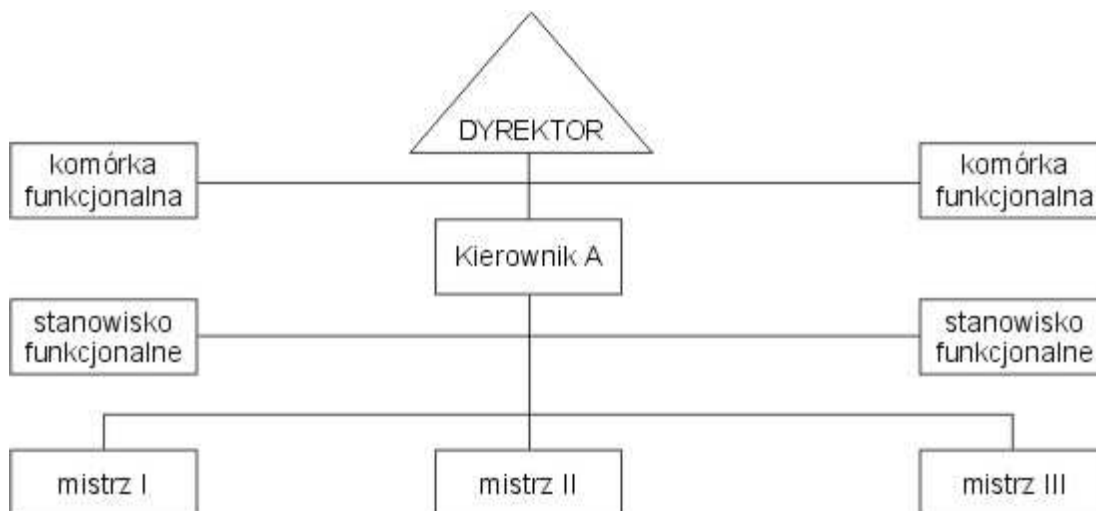 DYREKTOR
komórka
funkcjonalna
komórka
funkcjonalna
Kierownik A
stanowisko
funkcjonalne
stanowisko
funkcjonalne
mistrz I
mistrz II
mistrz III